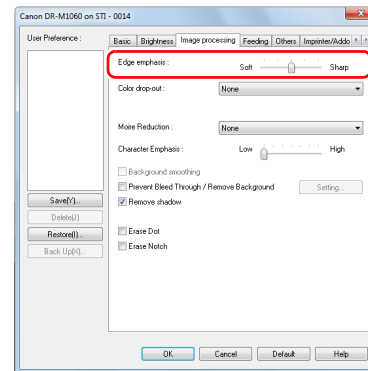 Canon DR-M1060 on STI - 0014
User Preference :
Basic Brightness Image processing Feeding Others Imprinter/Addo
Edge emphasis : Soft Sharp
Color drop-out : None
Moire Reduction : None
Character Emphasis : Low High
Background smoothing
Prevent Bleed Through / Remove Background Setting...
Save(Y)...
Remove shadow
Delete(J)
Restore(I)...
Erase Dot
Back Up(X)...
Erase Notch
OK Cancel Default Help